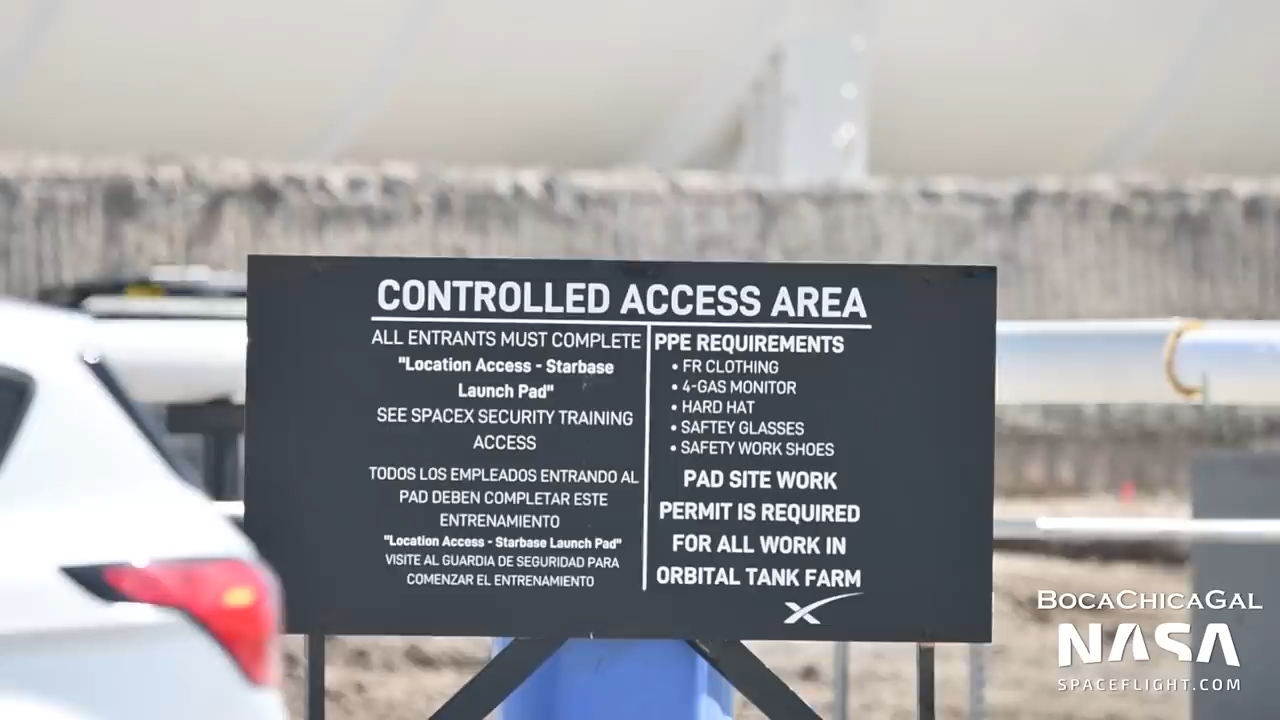 CONTROLLED ACCESS AREA
ALL ENTRANTS MUST COMPLETE
"Location Access - Starbase
Launch Pad"
SEE SPACEX SECURITY TRAINING
ACCESS
TODOS LOS EMPLEADOS ENTRANDO AL
PAD DEBEN COMPLETAR ESTE
ENTRENAMIENTO
"Location Access - Starbase Launch Pad"
VISITE AL GUARDIA DE SEGURIDAD PARA
COMENZAR EL ENTRENAMIENTO
PPE REQUIREMENTS
• FR CLOTHING
• 4-GAS MONITOR
• HARD HAT
• SAFTEY GLASSES
• SAFETY WORK SHOES
PAD SITE WORK
PERMIT IS REQUIRED
FOR ALL WORK IN
ORBITAL TANK FARM
BOCACHICAGAL
NASA
SPACEFLIGHT.COM